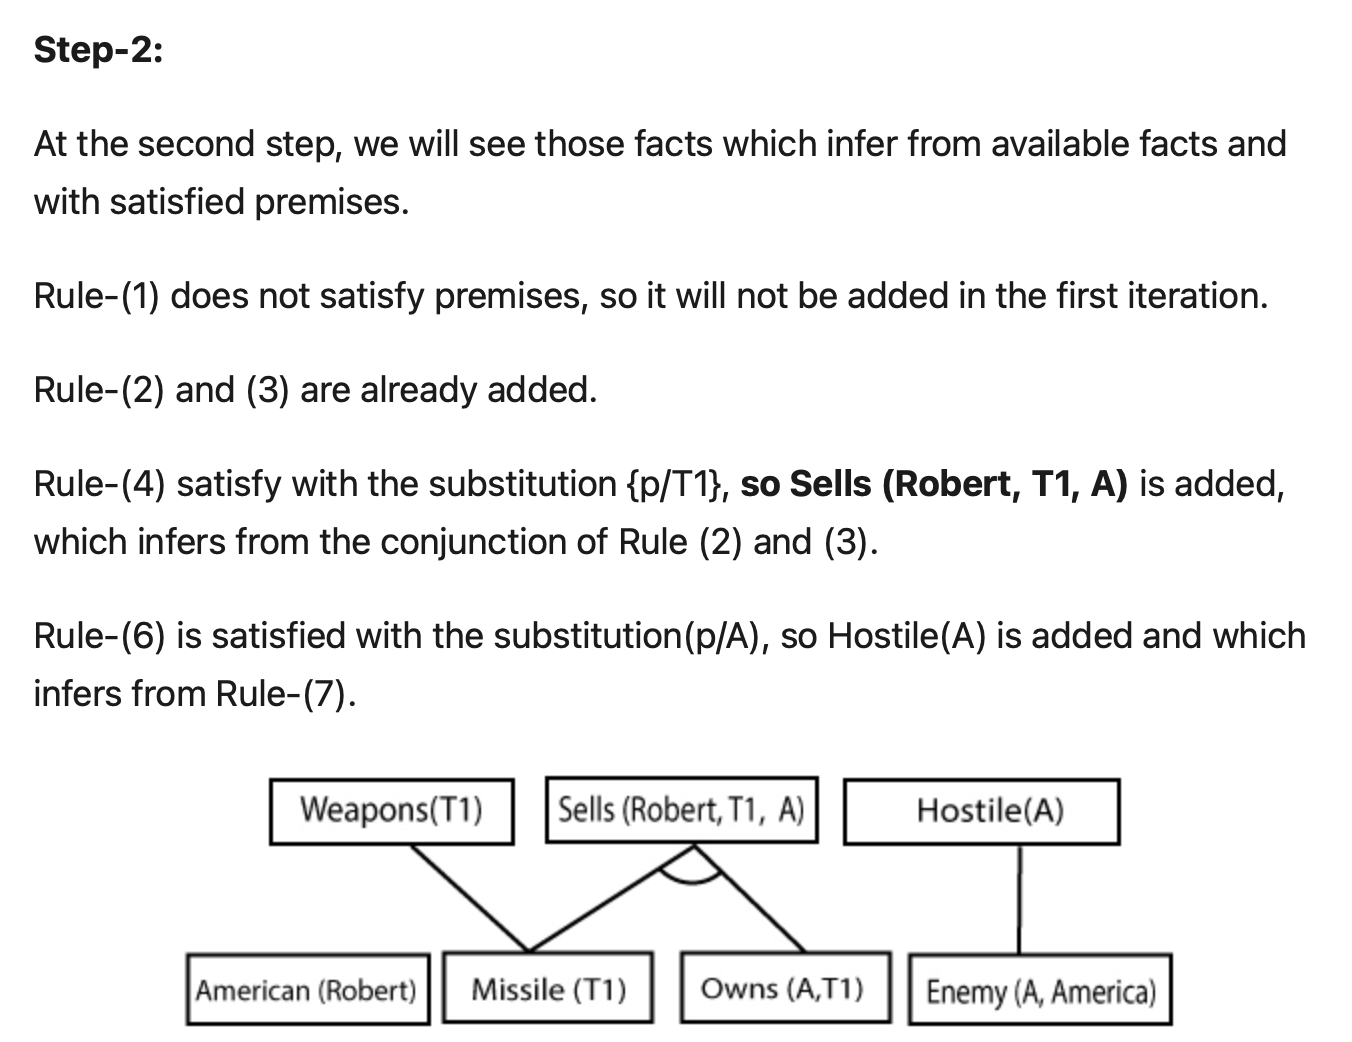 Step-2:
At the second step, we will see those facts which infer from available facts and
with satisfied premises.
Rule-(1) does not satisfy premises, so it will not be added in the first iteration.
Rule-(2) and (3) are already added.
Rule-(4) satisfy with the substitution {p/T1}, so Sells (Robert, T1, A) is added,
which infers from the conjunction of Rule (2) and (3).
Rule-(6) is satisfied with the substitution(p/A), so Hostile(A) is added and which
infers from Rule-(7).
Weapons(T1)
Sells (Robert, T1, A)
Hostile(A)
American (Robert)
Missile (T1)
Owns (A,T1)
Enemy (A, America)